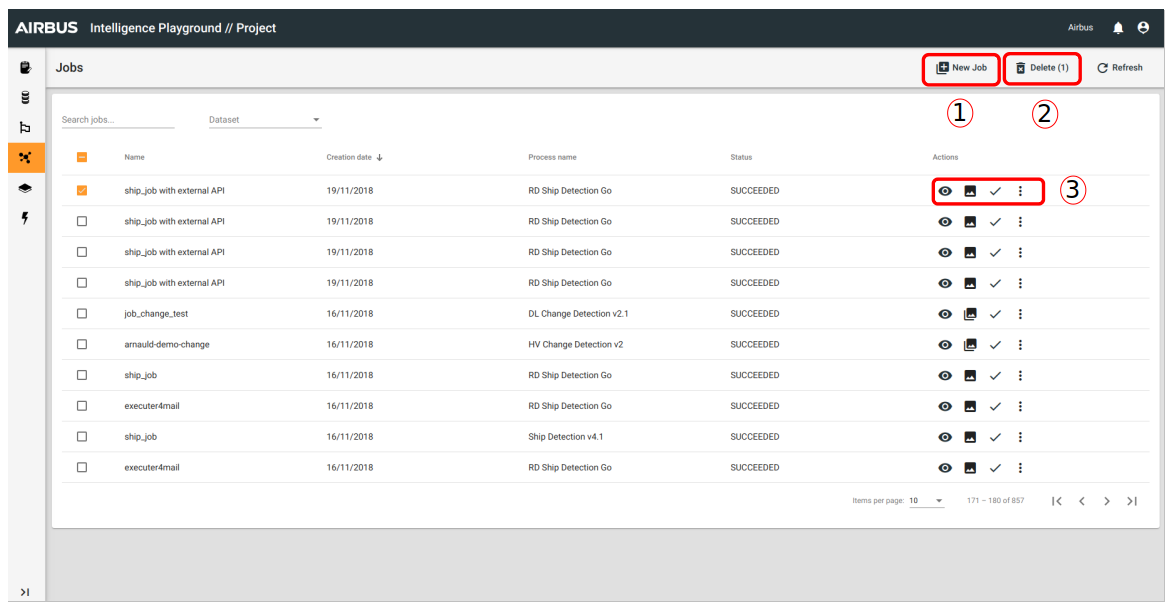 AIRBUS Intelligence Playground // Project Airbus
Jobs New Job Delete (1) Refresh
1 2
Search jobs... Dataset
Name Creation date Process name Status Actions
ship_job with external API 19/11/2018 RD Ship Detection Go SUCCEEDED
3
ship_job with external API 19/11/2018 RD Ship Detection Go SUCCEEDED
ship_job with external API 19/11/2018 RD Ship Detection Go SUCCEEDED
ship_job with external API 19/11/2018 RD Ship Detection Go SUCCEEDED
job_change_test 16/11/2018 DL Change Detection v2.1 SUCCEEDED
arnauld-demo-change 16/11/2018 HV Change Detection v2 SUCCEEDED
ship_job 16/11/2018 RD Ship Detection Go SUCCEEDED
executer4mail 16/11/2018 RD Ship Detection Go SUCCEEDED
ship_job 16/11/2018 Ship Detection v4.1 SUCCEEDED
executer4mail 16/11/2018 RD Ship Detection Go SUCCEEDED
Items per page: 10 171 – 180 of 857